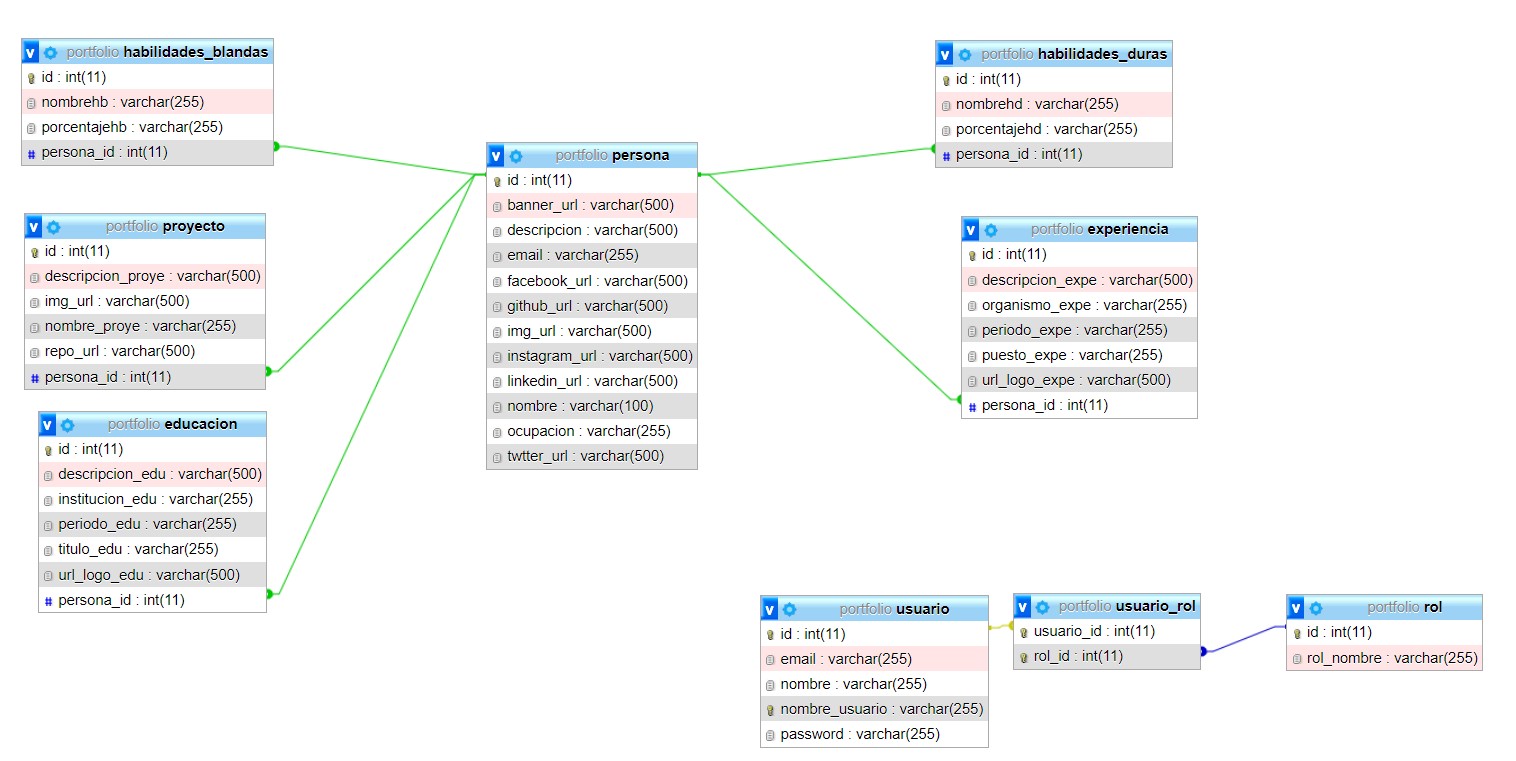 portfolio habilidades_blandas
id : int(11)
nombrehb : varchar(255)
porcentajehb : varchar(255)
# persona_id : int(11)
portfolio proyecto
id : int(11)
descripcion_proye : varchar(500)
img_url : varchar(500)
nombre_proye : varchar(255)
repo_url : varchar(500)
# persona_id : int(11)
portfolio educacion
id : int(11)
descripcion_edu : varchar(500)
institucion_edu : varchar(255)
periodo_edu : varchar(255)
titulo_edu : varchar(255)
url_logo_edu : varchar(500)
# persona_id : int(11)
portfolio persona
id : int(11)
banner_url : varchar(500)
descripcion : varchar(500)
email : varchar(255)
facebook_url : varchar(500)
github_url : varchar(500)
img_url : varchar(500)
instagram_url : varchar(500)
linkedin_url : varchar(500)
nombre : varchar(100)
ocupacion : varchar(255)
twtter_url : varchar(500)
portfolio habilidades_duras
id : int(11)
nombrehd : varchar(255)
porcentajehd : varchar(255)
# persona_id : int(11)
portfolio experiencia
id : int(11)
descripcion_expe : varchar(500)
organismo_expe : varchar(255)
periodo_expe : varchar(255)
puesto_expe : varchar(255)
url_logo_expe : varchar(500)
# persona_id : int(11)
portfolio usuario
id : int(11)
email : varchar(255)
nombre : varchar(255)
nombre_usuario : varchar(255)
password : varchar(255)
portfolio usuario_rol
usuario_id : int(11)
rol_id : int(11)
portfolio rol
id : int(11)
rol_nombre : varchar(255)